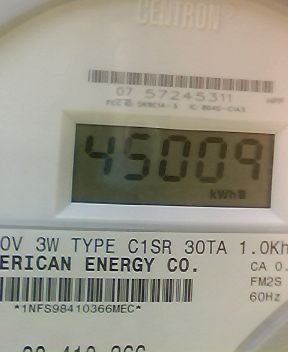 CENTRON®
07 57245311
45009
kWh
0V 3W TYPE C1SR 30TA 1.0Kh
ERICAN ENERGY CO.
CA 0.
FM2S
60Hz
*1NFS98410366MEC*